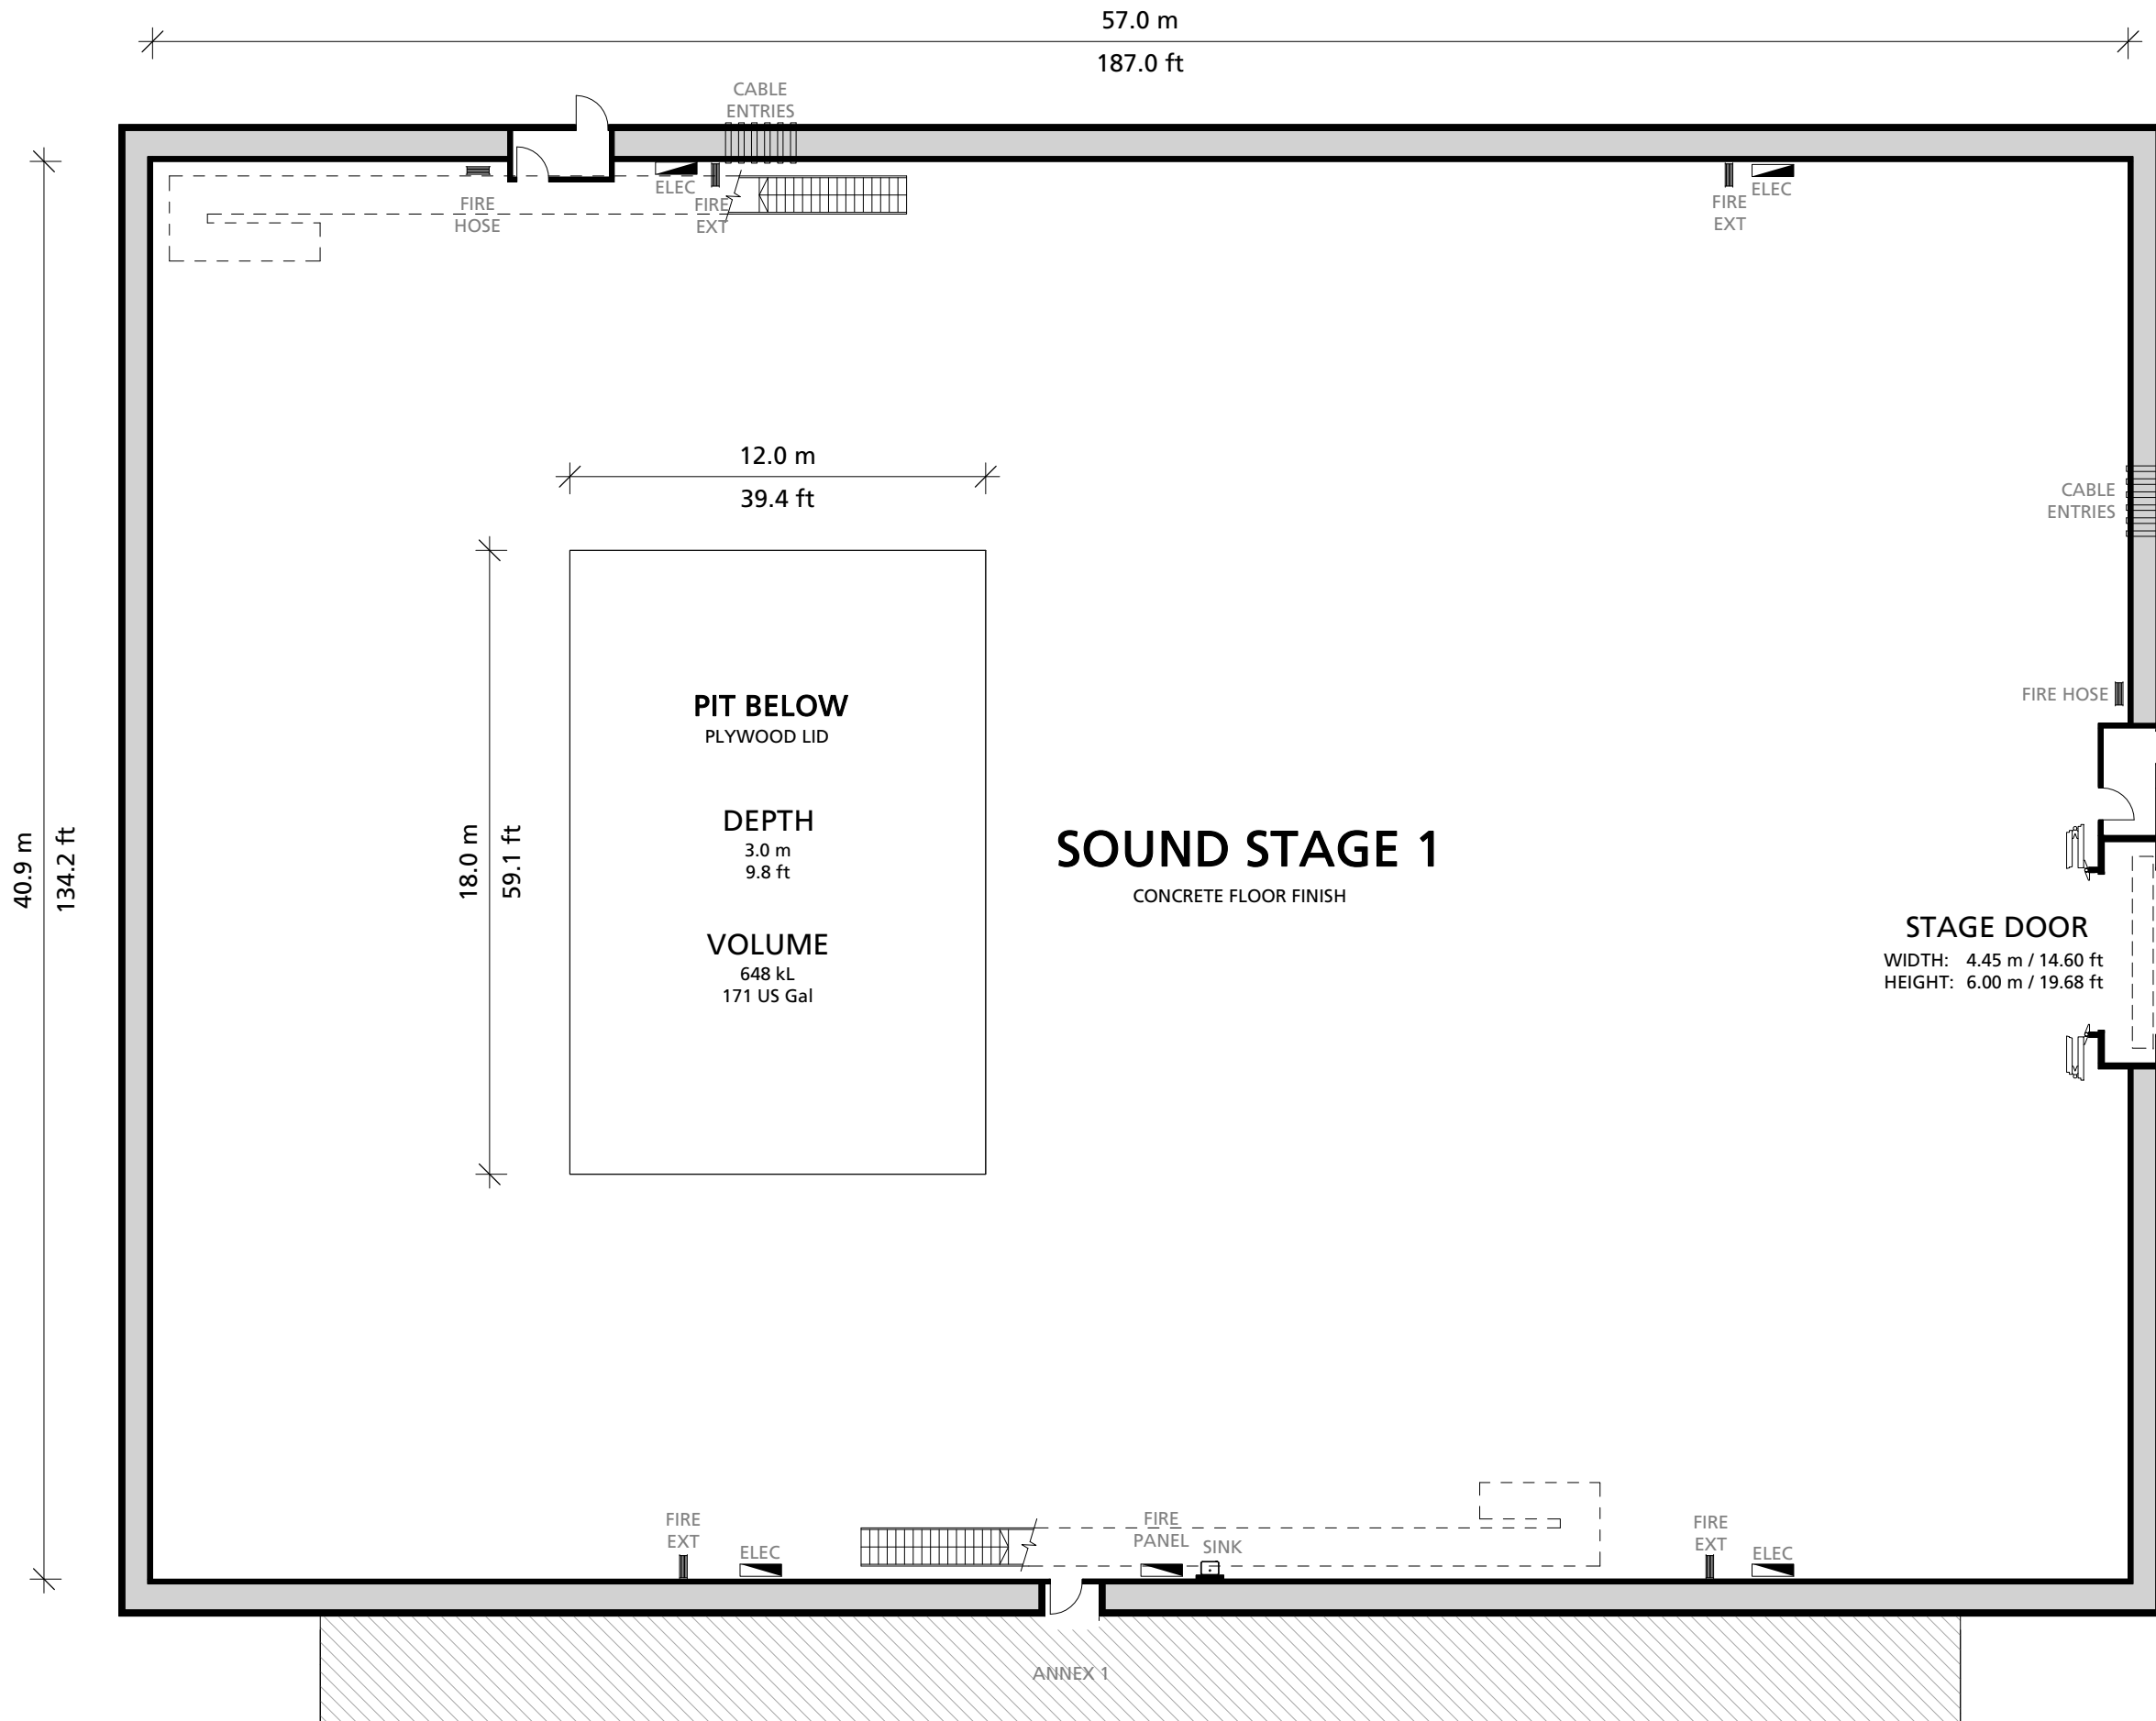 57.0 m
187.0 ft
CABLE
ENTRIES
ELEC
FIRE
HOSE
FIRE
EXT
FIRE
EXT
ELEC
12.0 m
39.4 ft
CABLE
ENTRIES
FIRE HOSE
40.9 m
134.2 ft
18.0 m
59.1 ft
PIT BELOW
PLYWOOD LID
DEPTH
3.0 m
9.8 ft
VOLUME
648 kL
171 US Gal
SOUND STAGE 1
CONCRETE FLOOR FINISH
STAGE DOOR
WIDTH: 4.45 m / 14.60 ft
HEIGHT: 6.00 m / 19.68 ft
FIRE
EXT
ELEC
FIRE
PANEL
SINK
FIRE
EXT
ELEC
ANNEX 1